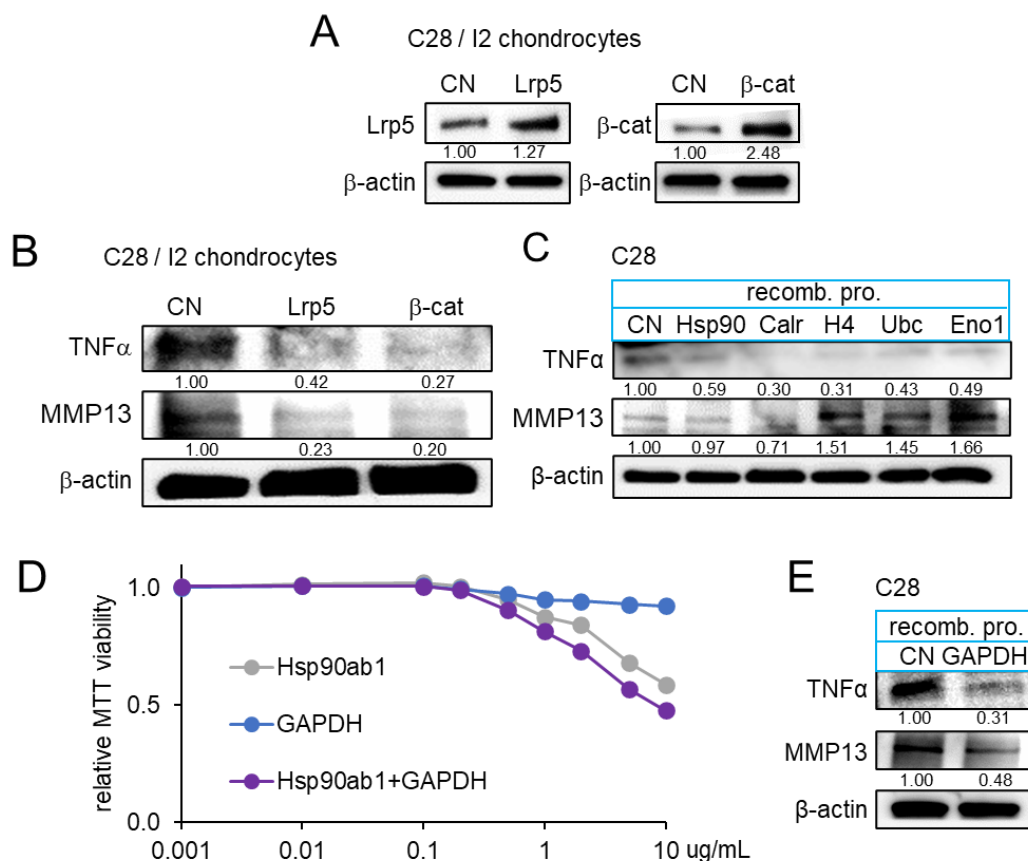 A
C28 / I2 chondrocytes
CN Lrp5
Lrp5
1.00 1.27
β-actin
CN β-cat
β-cat
1.00 2.48
β-actin
B
C28 / I2 chondrocytes
CN Lrp5 β-cat
TNFα
1.00 0.42 0.27
MMP13
1.00 0.23 0.20
β-actin
C
C28
recomb. pro.
CN Hsp90 Calr H4 Ubc Eno1
TNFα
1.00 0.59 0.30 0.31 0.43 0.49
MMP13
1.00 0.97 0.71 1.51 1.45 1.66
β-actin
D
relative MTT viability
1.0
0.5
0.0
Hsp90ab1
GAPDH
Hsp90ab1+GAPDH
0.001 0.01 0.1 1 10 ug/mL
E
C28
recomb. pro.
CN GAPDH
TNFα
1.00 0.31
MMP13
1.00 0.48
β-actin